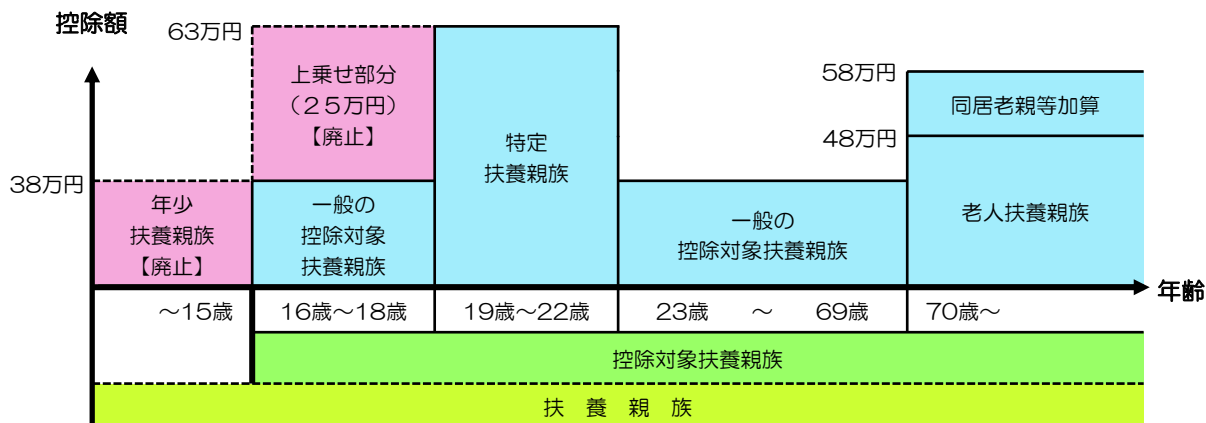 控除額
63万円
上乗せ部分
(25万円)
【廃止】
特定
扶養親族
58万円
同居老親等加算
48万円
老人扶養親族
38万円
年少
扶養親族
【廃止】
一般の
控除対象
扶養親族
一般の
控除対象扶養親族
年齢
~15歳
16歳~18歳
19歳~22歳
23歳 ~ 69歳
70歳~
控除対象扶養親族
扶 養 親 族